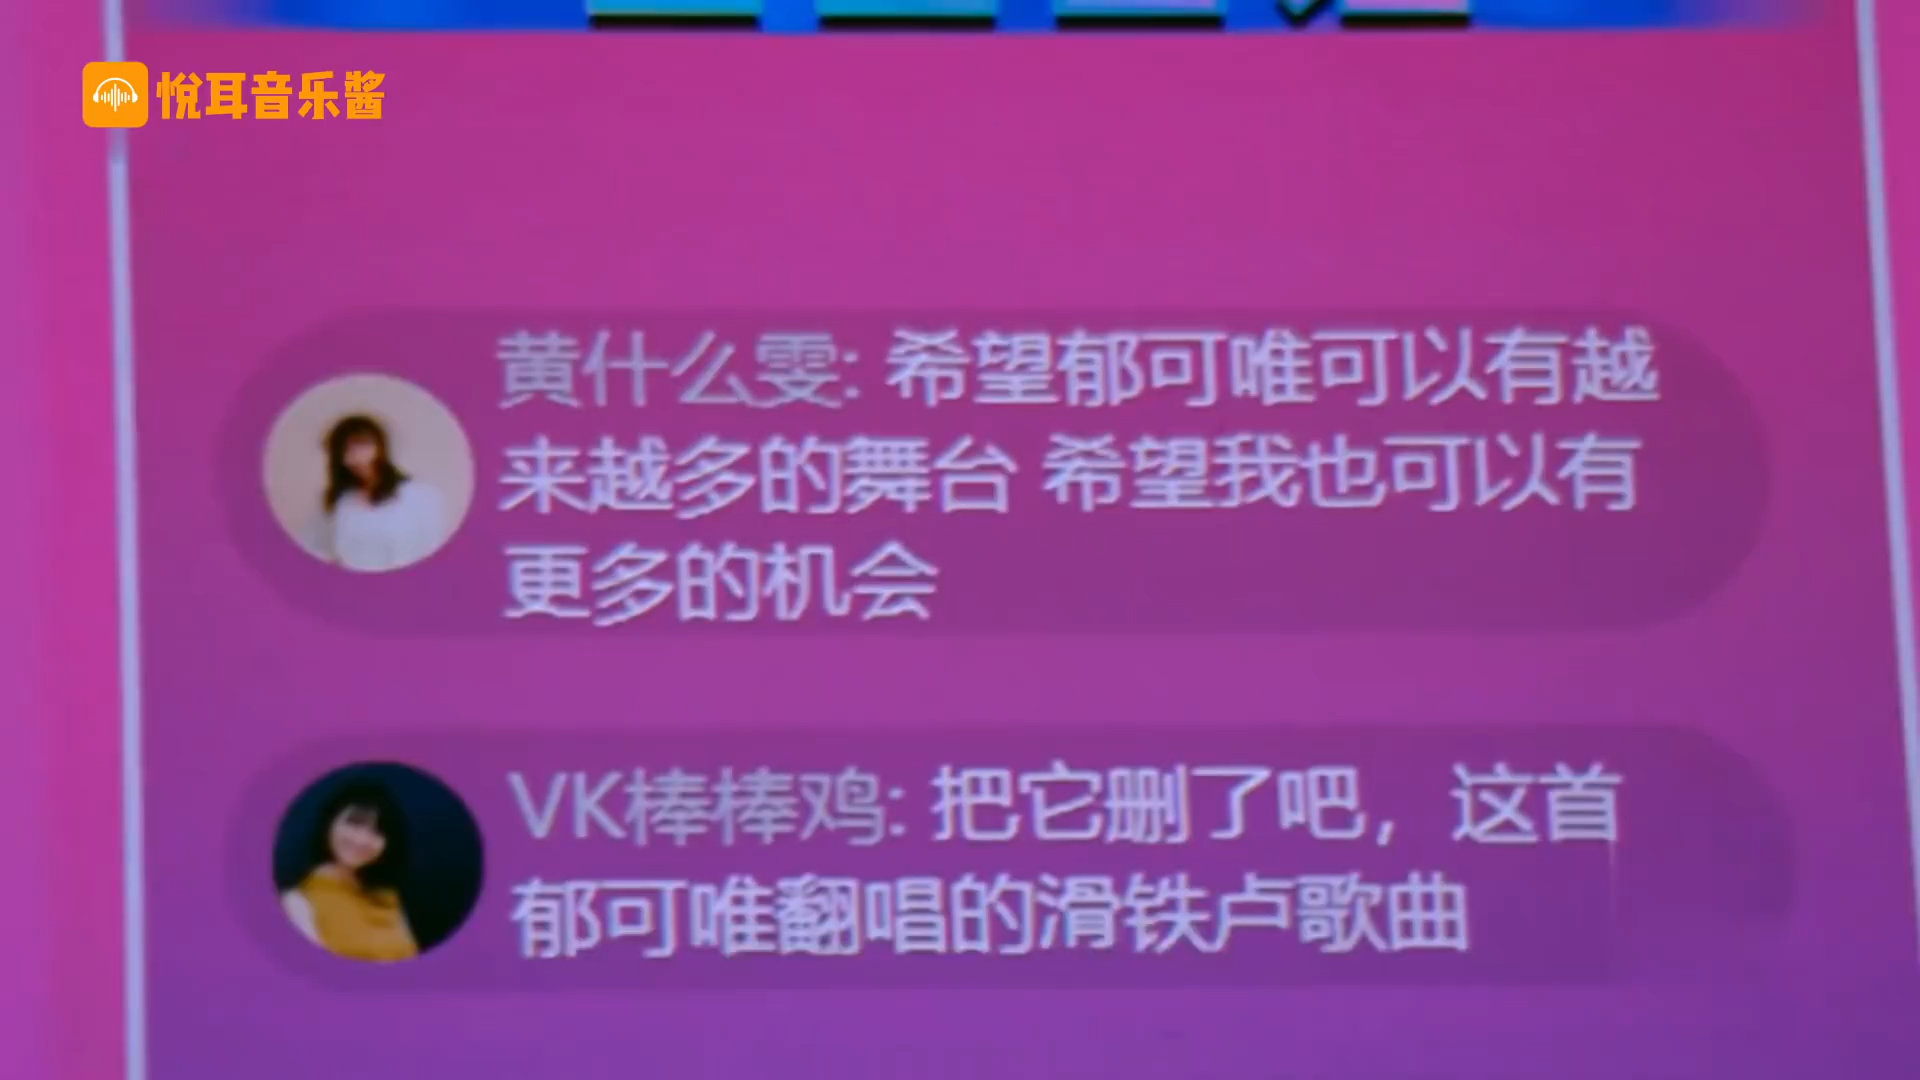 悦耳音乐酱
黄什么雯: 希望郁可唯可以有越
来越多的舞台 希望我也可以有
更多的机会
VK棒棒鸡: 把它删了吧，这首
郁可唯翻唱的滑铁卢歌曲